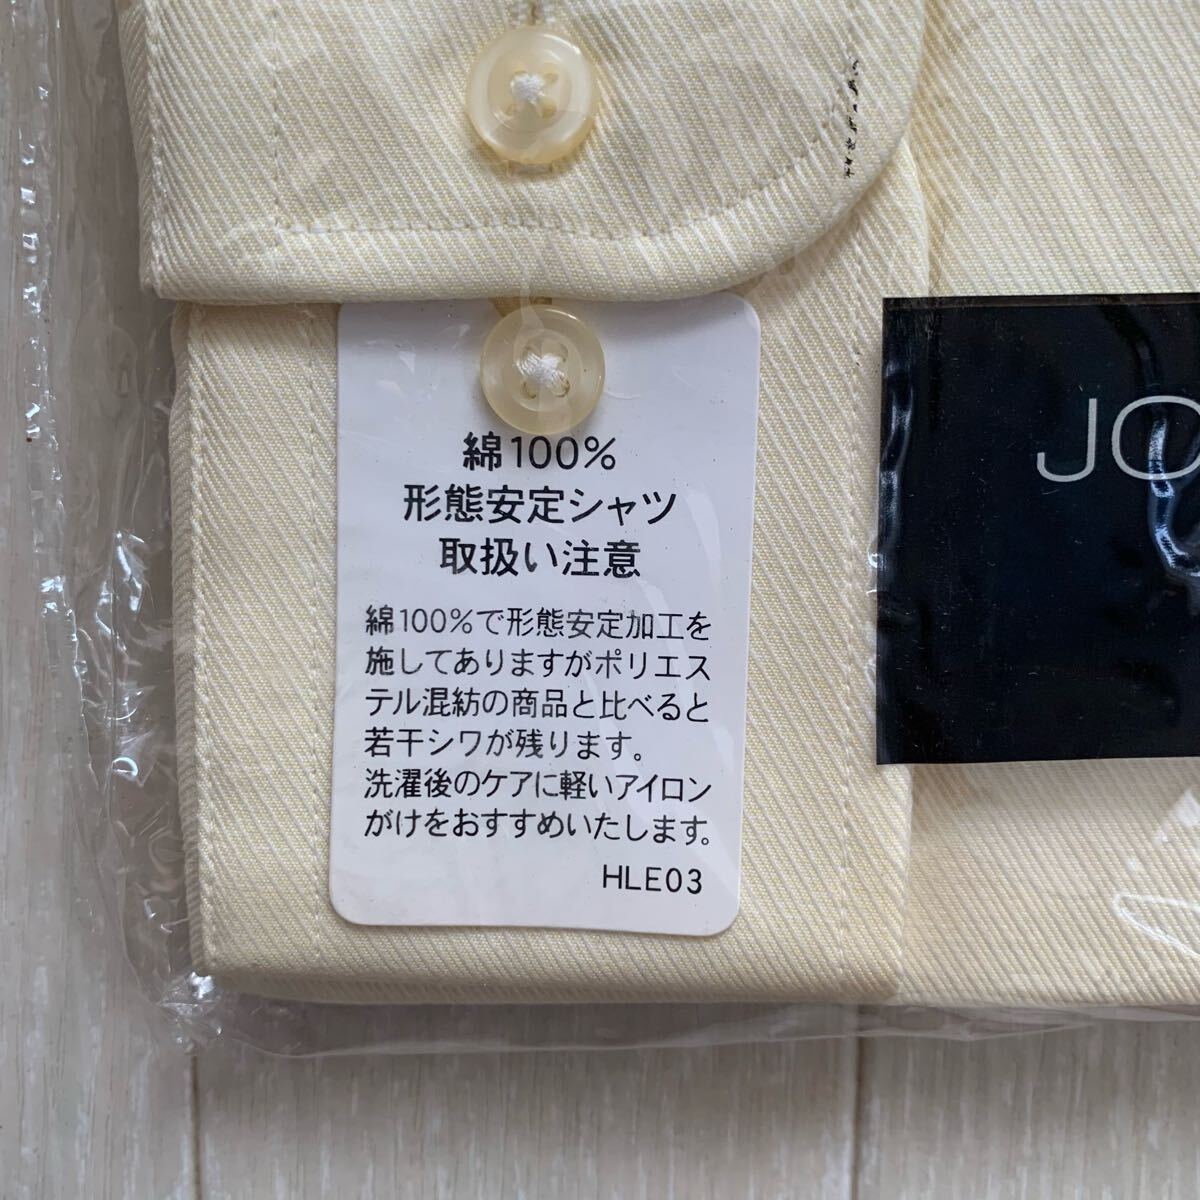 綿100%
形態安定シャツ
取扱い注意
綿100%で形態安定加工を
施してありますがポリエス
テル混紡の商品と比べると
若干シワが残ります。
洗濯後のケアに軽いアイロン
がけをおすすめいたします。
HLE03
JO